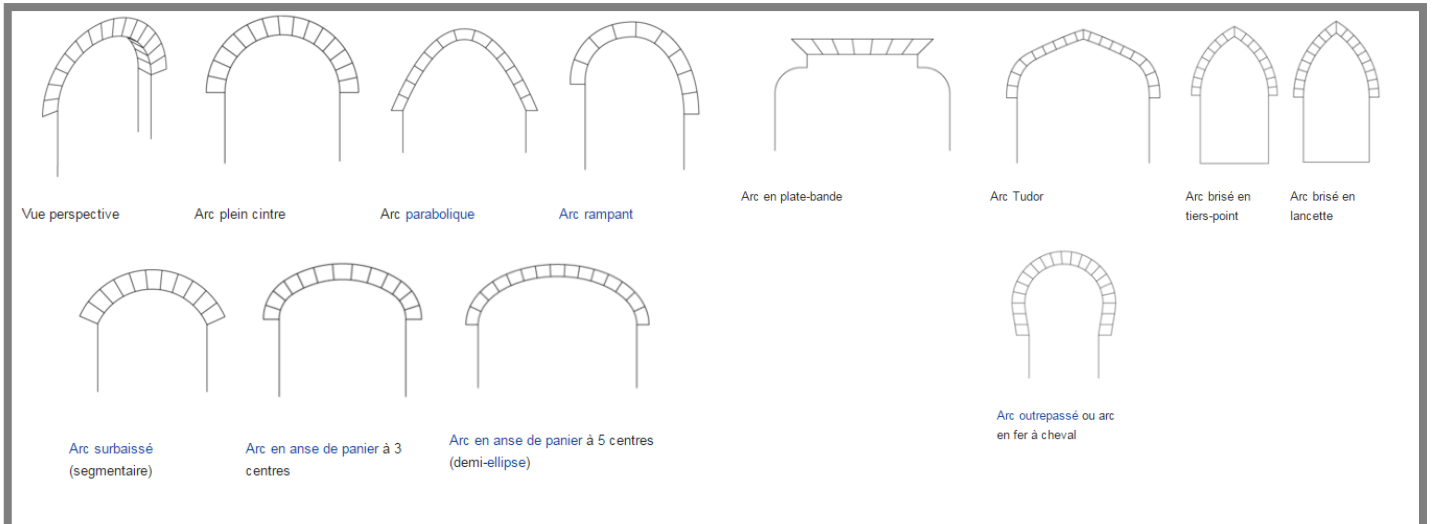 Vue perspective
Arc plein cintre
Arc parabolique
Arc rampant
Arc en plate-bande
Arc Tudor
Arc brisé en
tiers-point
Arc brisé en
lancette
Arc surbaissé
(segmentaire)
Arc en anse de panier à 3
centres
Arc en anse de panier à 5 centres
(demi-ellipse)
Arc outrepassé ou arc
en fer à cheval